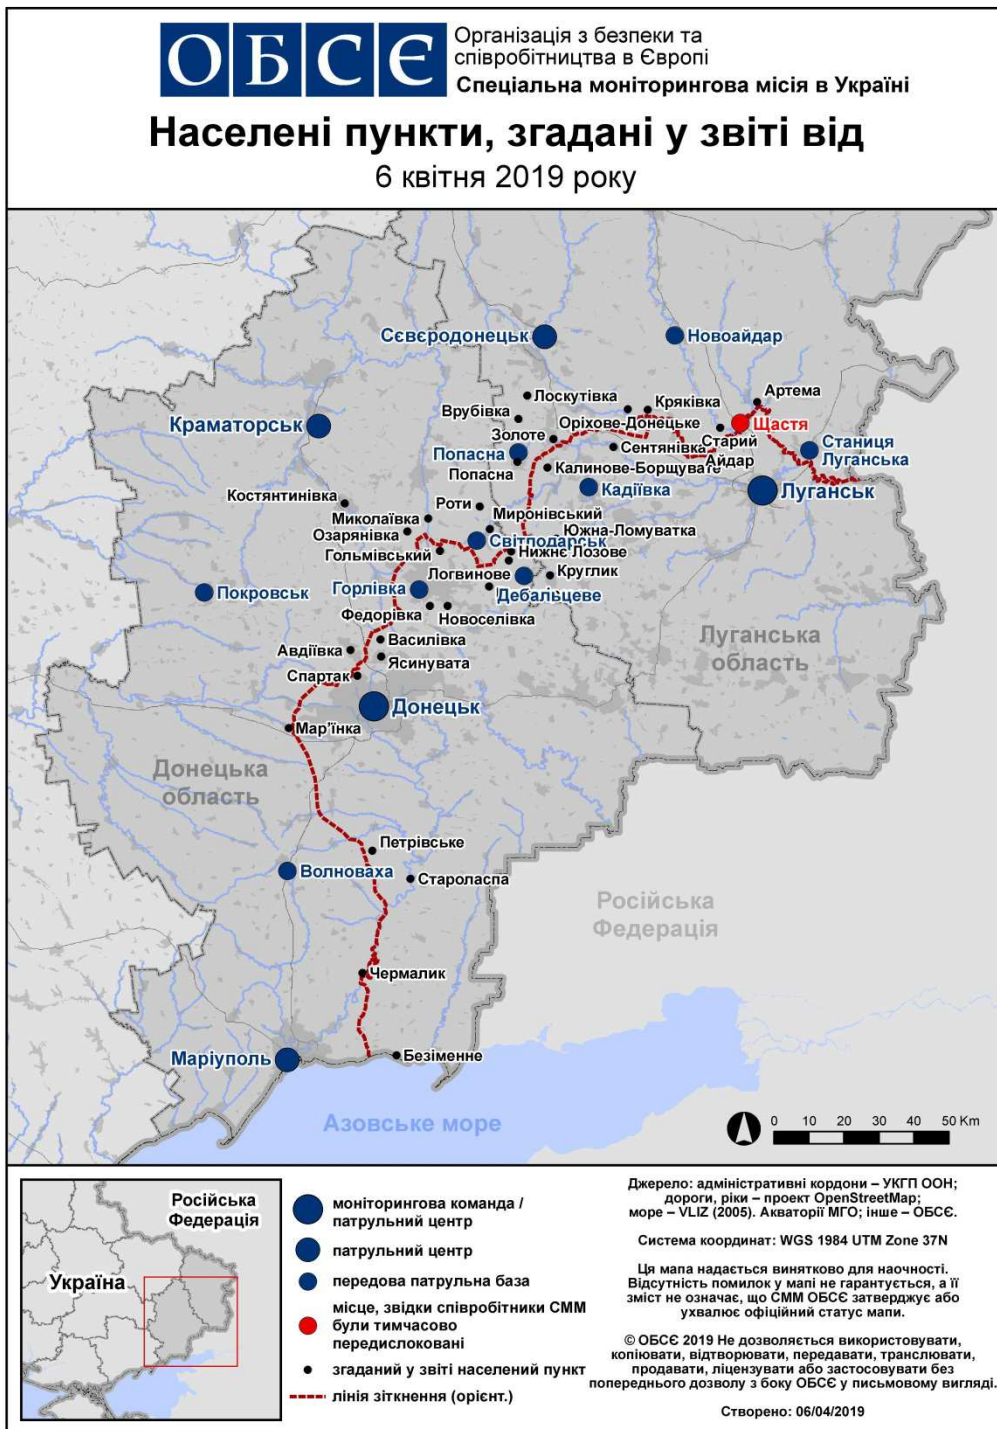 ОБСЄ
Організація з безпеки та
співробітництва в Європі
Спеціальна моніторингова місія в Україні
Населені пункти, згадані у звіті від
6 квітня 2019 року
Сєвєродонецьк
Новоайдар
Артема
Лоскутівка
Кряківка
Врубівка
Оріхове-Донецьке
Щастя
Краматорськ
Золоте
Старий
Айдар
Станиця
Луганська
Попасна
Сентянівка
Попасна
Калинове-Борщувате
Кадіївка
Луганськ
Костянтинівка
Роти
Миронівський
Миколаївка
Озарянівка
Світлодарськ
Южна-Ломуватка
Гольмівський
Нижнє Лозове
Логвинове
Круглик
Покровськ
Горлівка
Дебальцеве
Федорівка
Новоселівка
Василівка
Авдіївка
Ясинувата
Спартак
Луганська
область
Донецьк
Мар'їнка
Донецька
область
Петрівське
Волноваха
Староласпа
Російська
Федерація
Чермалик
Маріуполь
Безіменне
Азовське море
0 10 20 30 40 50 Km
Російська
Федерація
Україна
моніторингова команда /
патрульний центр
патрульний центр
передова патрульна база
місце, звідки співробітники СММ
були тимчасово
передислоковані
згаданий у звіті населений пункт
лінія зіткнення (орієнт.)
Джерело: адміністративні кордони – УКГП ООН;
дороги, ріки – проект OpenStreetMap;
море – VLIZ (2005). Акваторії МГО; інше – ОБСЄ.
Система координат: WGS 1984 UTM Zone 37N
Ця мапа надається винятково для наочності.
Відсутність помилок у мапі не гарантується, а її
зміст не означає, що СММ ОБСЄ затверджує або
ухвалює офіційний статус мапи.
© ОБСЄ 2019 Не дозволяється використовувати,
копіювати, відтворювати, передавати, транслювати,
продавати, ліцензувати або застосовувати без
попереднього дозволу з боку ОБСЄ у письмовому вигляді.
Створено: 06/04/2019